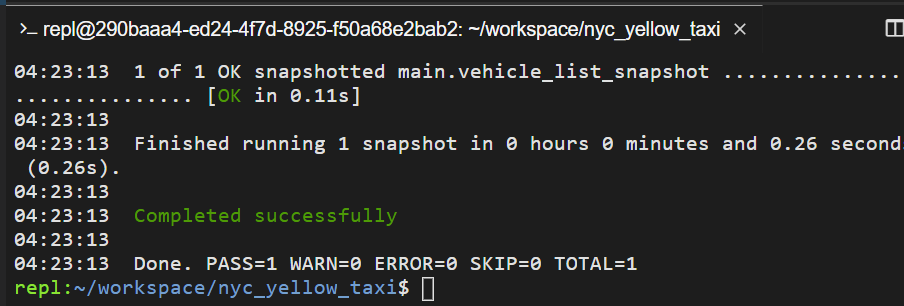 >_ repl@290baaa4-ed24-4f7d-8925-f50a68e2bab2: ~/workspace/nyc_yellow_taxi ×
04:23:13  1 of 1 OK snapshotted main.vehicle_list_snapshot ................
............... [OK in 0.11s]
04:23:13
04:23:13  Finished running 1 snapshot in 0 hours 0 minutes and 0.26 second
(0.26s).
04:23:13
04:23:13  Completed successfully
04:23:13
04:23:13  Done. PASS=1 WARN=0 ERROR=0 SKIP=0 TOTAL=1
repl:~/workspace/nyc_yellow_taxi$